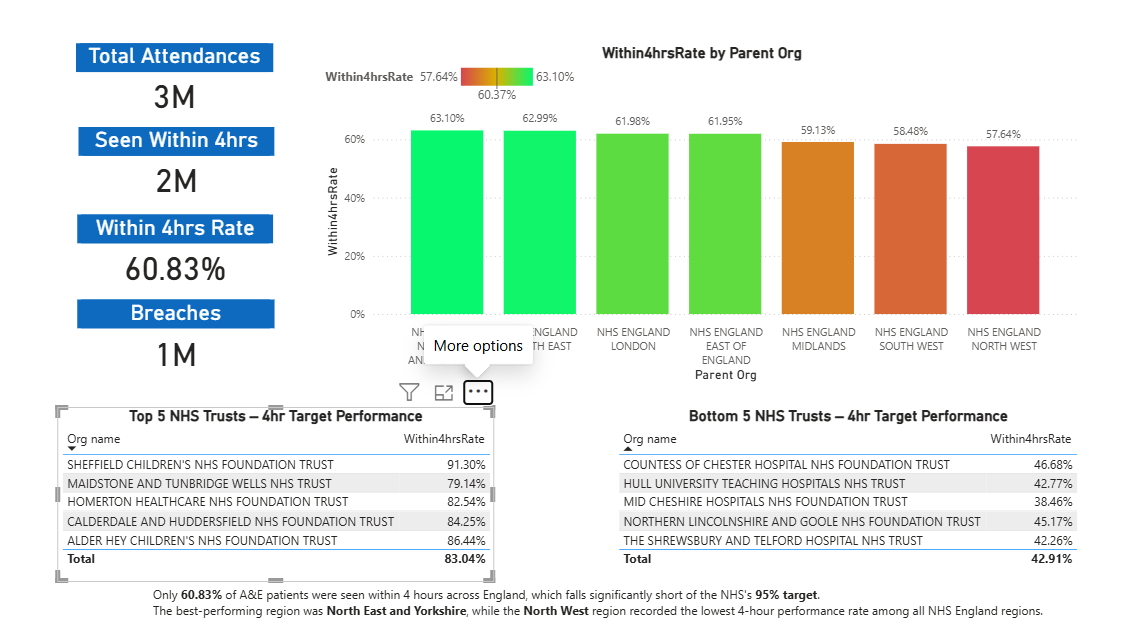 Total Attendances
3M
Seen Within 4hrs
2M
Within 4hrs Rate
60.83%
Breaches
1M
Within4hrsRate by Parent Org
Within4hrsRate 57.64% 63.10%
60.37%
63.10% 62.99% 61.98% 61.95% 59.13% 58.48% 57.64%
60%
40%
20%
0%
Within4hrsRate
NHS ENGLAND LONDON
NHS ENGLAND EAST OF ENGLAND
NHS ENGLAND MIDLANDS
NHS ENGLAND SOUTH WEST
NHS ENGLAND NORTH WEST
Parent Org
More options
Top 5 NHS Trusts – 4hr Target Performance
Org name Within4hrsRate
SHEFFIELD CHILDREN'S NHS FOUNDATION TRUST 91.30%
MAIDSTONE AND TUNBRIDGE WELLS NHS TRUST 79.14%
HOMERTON HEALTHCARE NHS FOUNDATION TRUST 82.54%
CALDERDALE AND HUDDERSFIELD NHS FOUNDATION TRUST 84.25%
ALDER HEY CHILDREN'S NHS FOUNDATION TRUST 86.44%
Total 83.04%
Bottom 5 NHS Trusts – 4hr Target Performance
Org name Within4hrsRate
COUNTESS OF CHESTER HOSPITAL NHS FOUNDATION TRUST 46.68%
HULL UNIVERSITY TEACHING HOSPITALS NHS TRUST 42.77%
MID CHESHIRE HOSPITALS NHS FOUNDATION TRUST 38.46%
NORTHERN LINCOLNSHIRE AND GOOLE NHS FOUNDATION TRUST 45.17%
THE SHREWSBURY AND TELFORD HOSPITAL NHS TRUST 42.26%
Total 42.91%
Only 60.83% of A&E patients were seen within 4 hours across England, which falls significantly short of the NHS's 95% target.
The best-performing region was North East and Yorkshire, while the North West region recorded the lowest 4-hour performance rate among all NHS England regions.